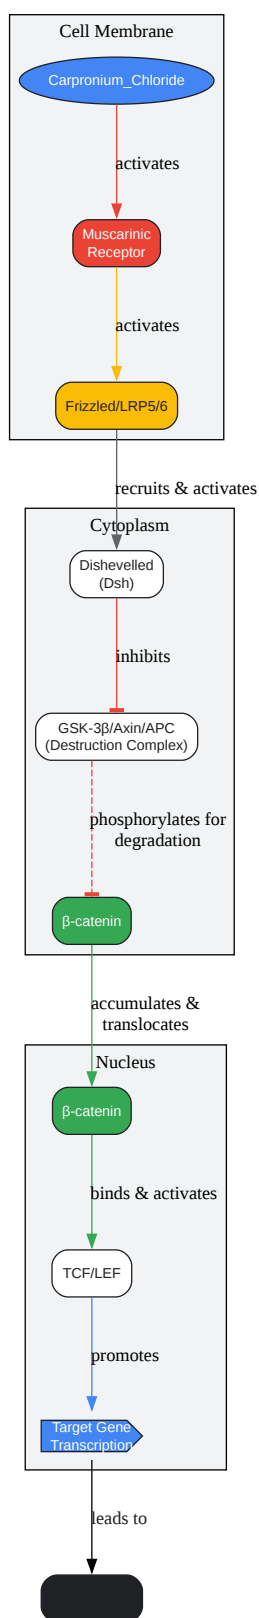 Cell Membrane
Carpronium_Chloride
activates
Muscarinic
Receptor
activates
Frizzled/LRP5/6
recruits & activates
Cytoplasm
Dishevelled
(Dsh)
inhibits
GSK-3β/Axin/APC
(Destruction Complex)
phosphorylates for
degradation
β-catenin
accumulates &
translocates
Nucleus
β-catenin
binds & activates
TCF/LEF
promotes
Target Gene
Transcription
leads to